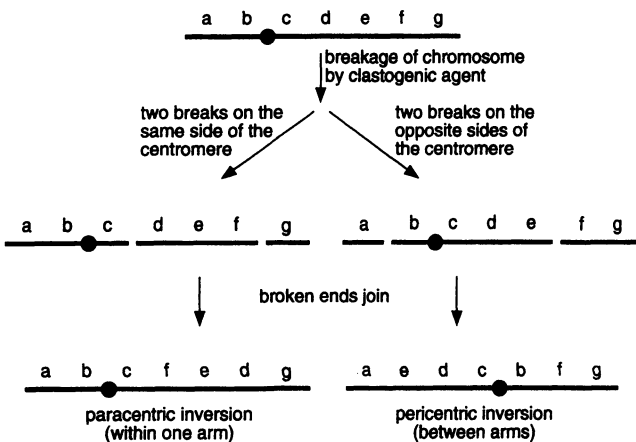 a b c d e f g
breakage of chromosome
by clastogenic agent
two breaks on the
same side of the
centromere
two breaks on the
opposite sides of
the centromere
a b c d e f g
a b c d e f g
broken ends join
a b c f e d g
a e d c b f g
paracentric inversion
(within one arm)
pericentric inversion
(between arms)